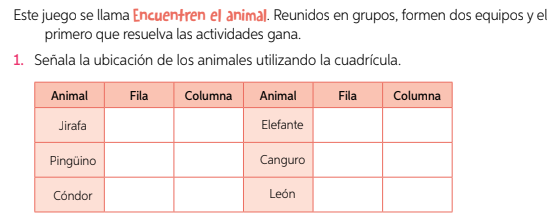 Este juego se llama Encuentren el animal. Reunidos en grupos, formen dos equipos y el
primero que resuelva las actividades gana.
1. Señala la ubicación de los animales utilizando la cuadrícula.
Animal Fila Columna Animal Fila Columna
Jirafa Elefante
Pingüino Canguro
Cóndor León